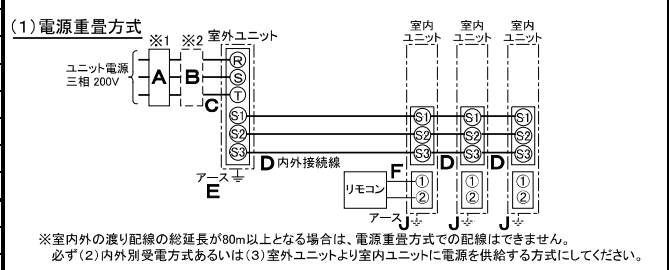 (1)電源重畳方式
※1 ※2 室外ユニット
室内ユニット 室内ユニット 室内ユニット
ユニット電源
三相 200V
A B C
R
S
T
S1 S1 S1 S1
S2 S2 S2 S2
S3 S3 S3 S3
D 内外接続線 D D
アース
E
F
リモコン
① ① ①
② ② ②
アース J J J
※室内外の渡り配線の総延長が80m以上となる場合は、電源重畳方式での配線はできません。
必ず(2)内外別受電方式あるいは(3)室外ユニットより室内ユニットに電源を供給する方式にしてください。